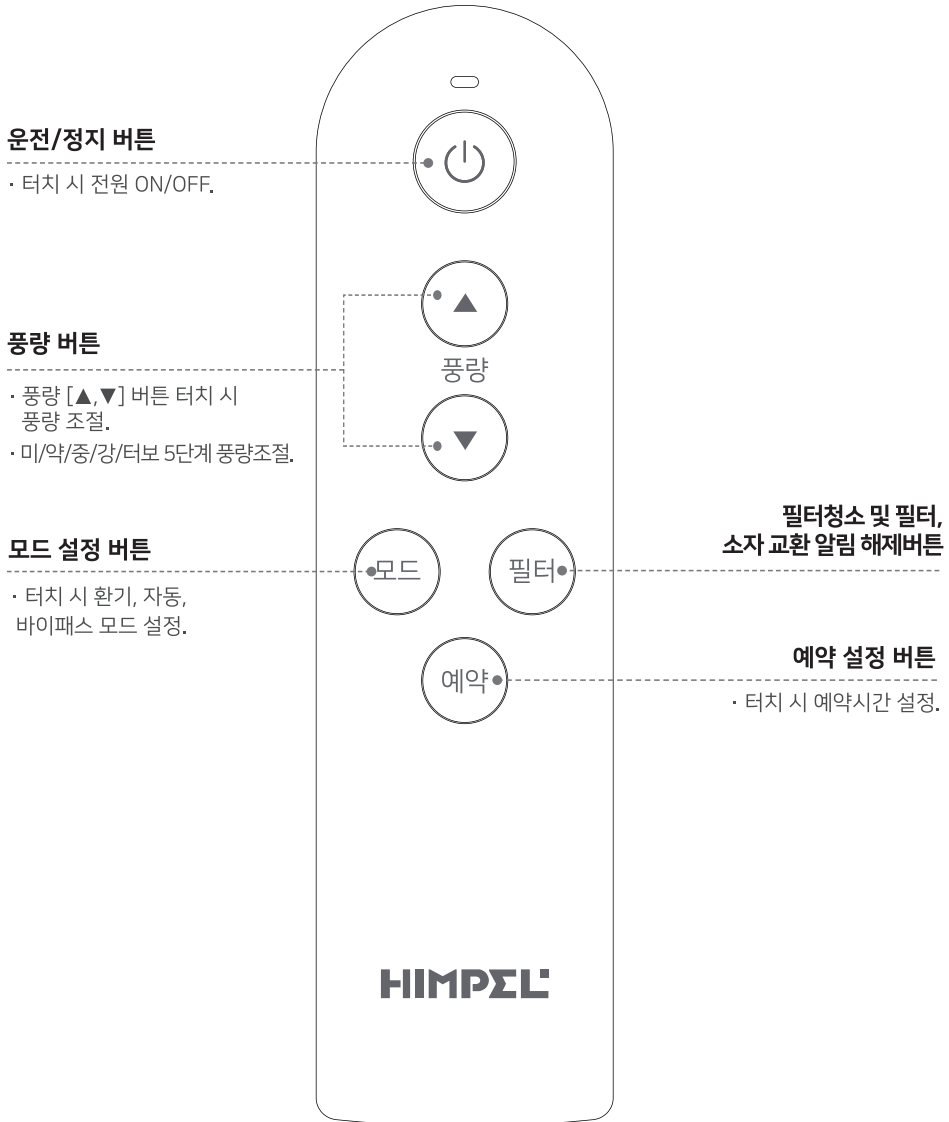 운전/정지 버튼
· 터치 시 전원 ON/OFF.
풍량 버튼
· 풍량 [▲,▼] 버튼 터치 시
풍량 조절.
· 미/약/중/강/터보 5단계 풍량조절.
모드 설정 버튼
· 터치 시 환기, 자동,
바이패스 모드 설정.
▲
풍량
▼
모드
필터
예약
HIMPEL
필터청소 및 필터,
소자 교환 알림 해제버튼
예약 설정 버튼
· 터치 시 예약시간 설정.